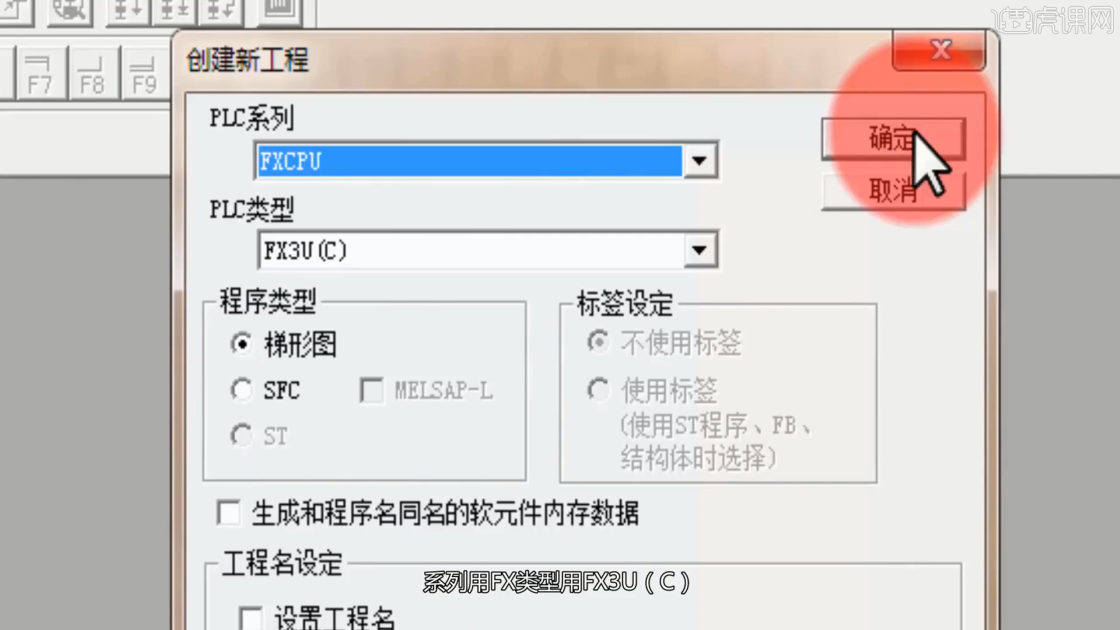 虎课网
F7 F8 F9
创建新工程
PLC系列
FXCPU
确定
取消
PLC类型
FX3U(C)
程序类型
梯形图
SFC
MELSAP-L
ST
标签设定
不使用标签
使用标签
(使用ST程序、FB、
结构体时选择)
生成和程序名同名的软元件内存数据
工程名设定
设置工程名
系列用FX类型用FX3U（C）